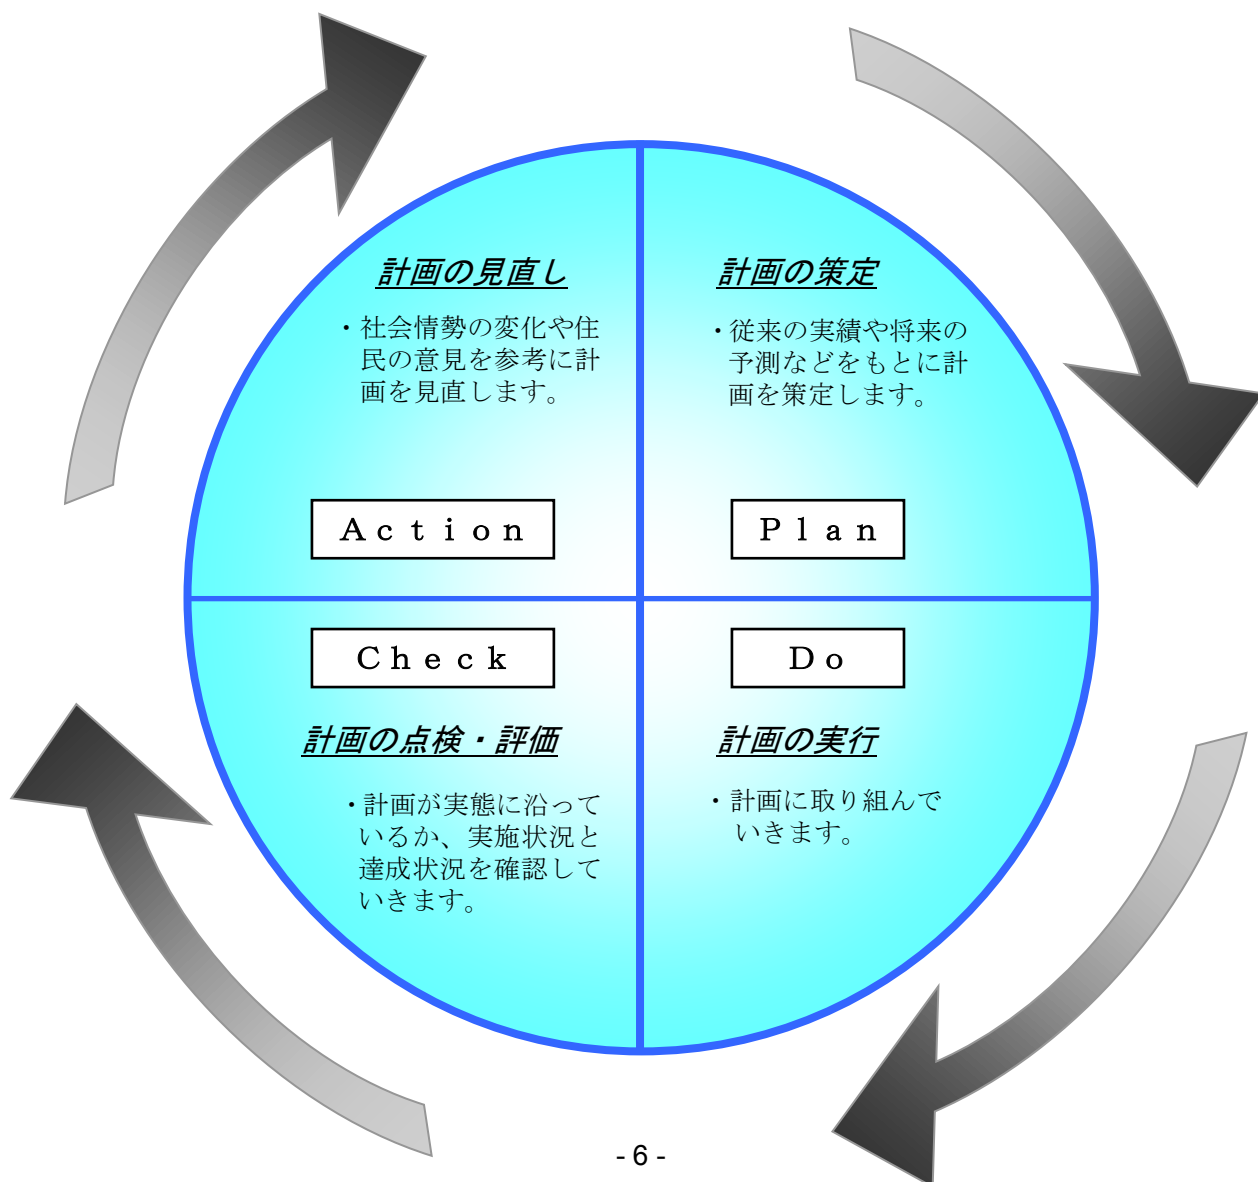 計画の見直し
・社会情勢の変化や住
民の意見を参考に計
画を見直します。
Ａｃｔｉｏｎ
計画の策定
・従来の実績や将来の
予測などをもとに計
画を策定します。
Ｐｌａｎ
Ｃｈｅｃｋ
計画の点検・評価
・計画が実態に沿って
いるか、実施状況と
達成状況を確認して
いきます。
Ｄｏ
計画の実行
・計画に取り組んで
いきます。
- 6 -